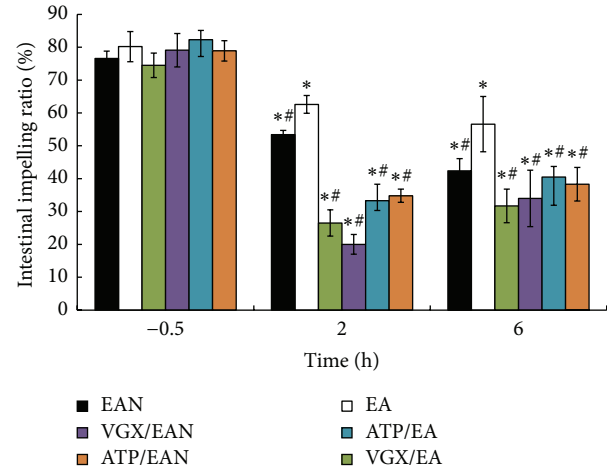 Intestinal impelling ratio (%)
90
80
70
60
50
40
30
20
10
0
*# * *# *# *# *#
*# * *# *# *# *#
−0.5 2 6
Time (h)
EAN EA
VGX/EAN ATP/EA
ATP/EAN VGX/EA